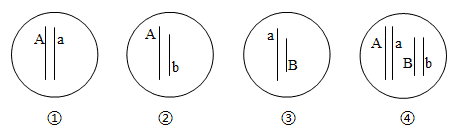 A a
A b
a B
A a B b
① ② ③ ④